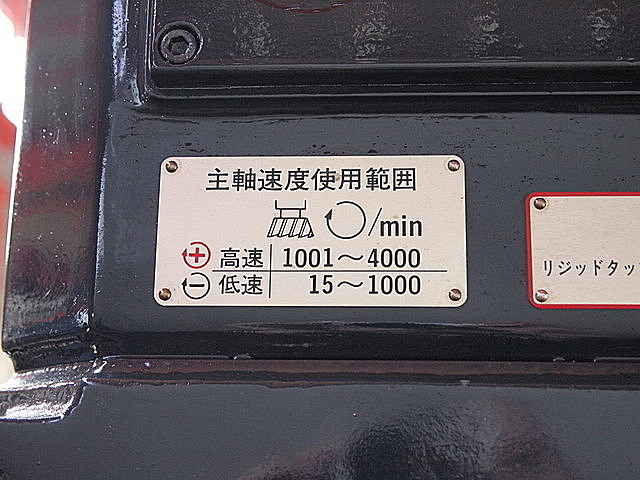 主軸速度使用範囲
/min
高速 1001～4000
低速 15～1000
リジッドタッ